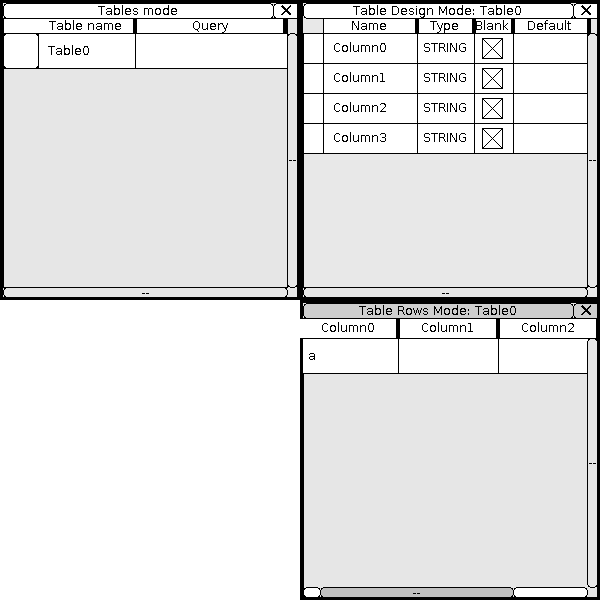 Tables mode
Table name Query
Table0
--
--
Table Design Mode: Table0
Name Type Blank Default
Column0 STRING
Column1 STRING
Column2 STRING
Column3 STRING
--
--
Table Rows Mode: Table0
Column0 Column1 Column2
a
--
--